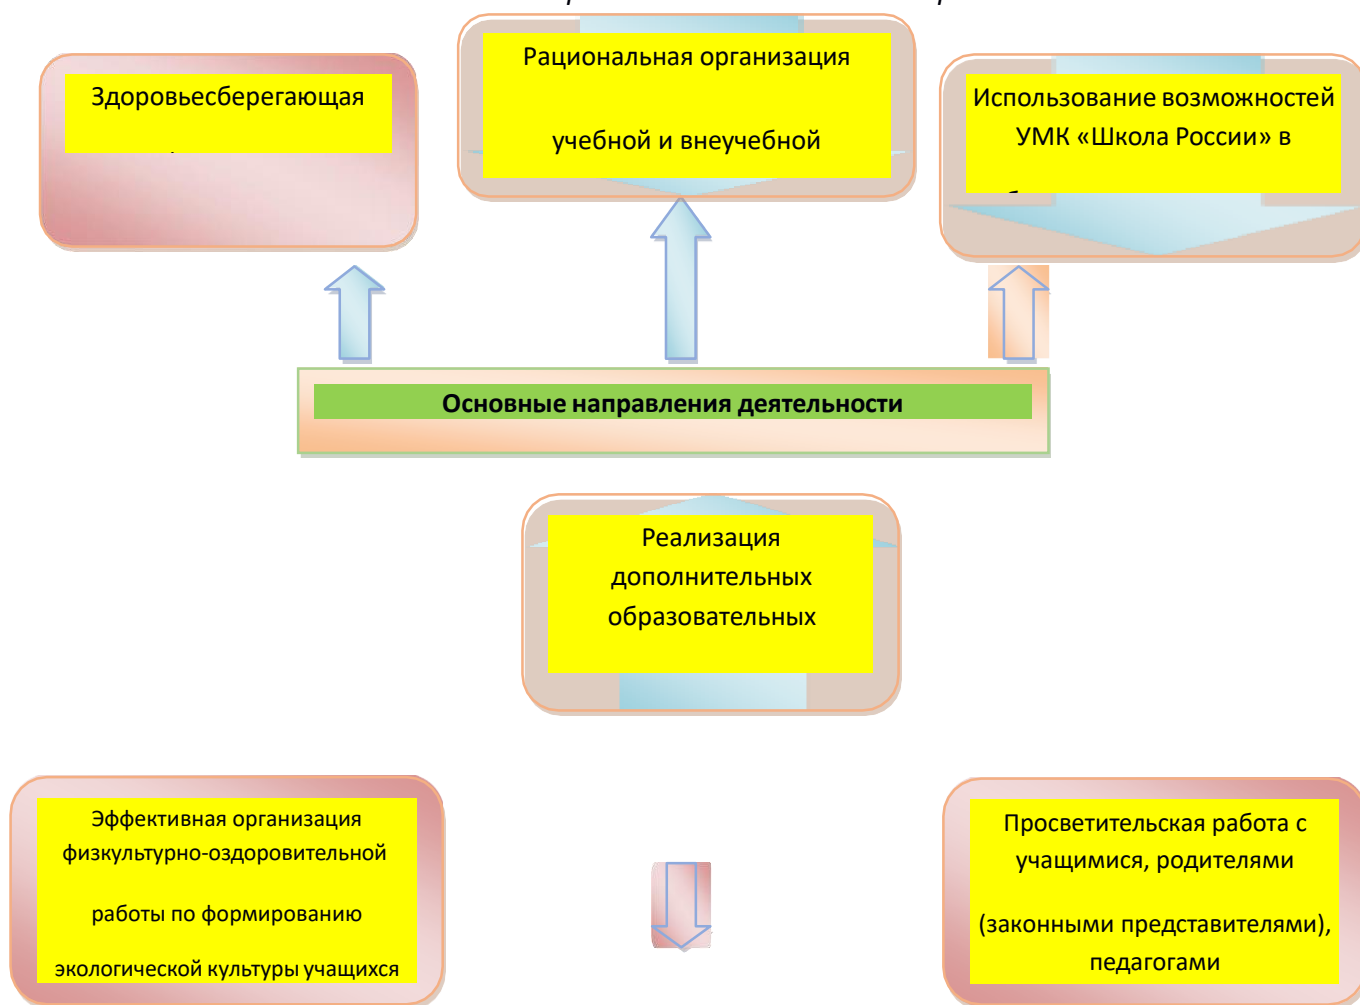 Здоровьесберегающая
Рациональная организация
учебной и внеучебной
Использование возможностей
УМК «Школа России» в
Основные направления деятельности
Реализация
дополнительных
образовательных
Эффективная организация
физкультурно-оздоровительной
работы по формированию
экологической культуры учащихся
Просветительская работа с
учащимися, родителями
(законными представителями),
педагогами